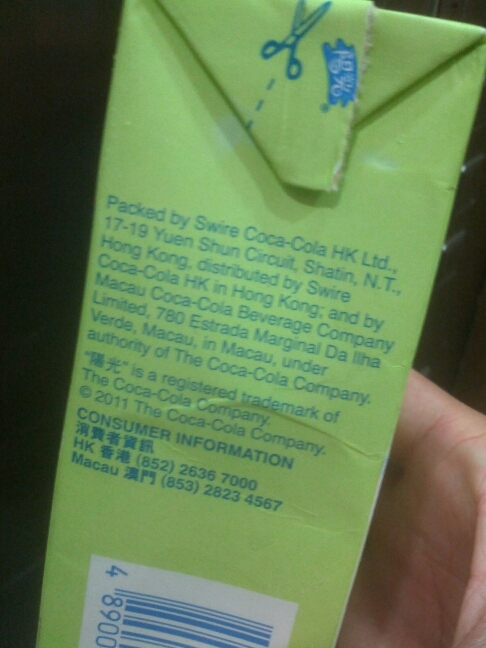 陽光
®
Packed by Swire Coca-Cola HK Ltd.,
17-19 Yuen Shun Circuit, Shatin, N.T.,
Hong Kong, distributed by Swire
Coca-Cola HK in Hong Kong; and by
Macau Coca-Cola Beverage Company
Limited, 780 Estrada Marginal Da Ilha
Verde, Macau, in Macau, under
authority of The Coca-Cola Company.
"陽光" is a registered trademark of
The Coca-Cola Company.
© 2011 The Coca-Cola Company.
CONSUMER INFORMATION
消費者資訊
HK 香港 (852) 2636 7000
Macau 澳門 (853) 2823 4567
4 8900